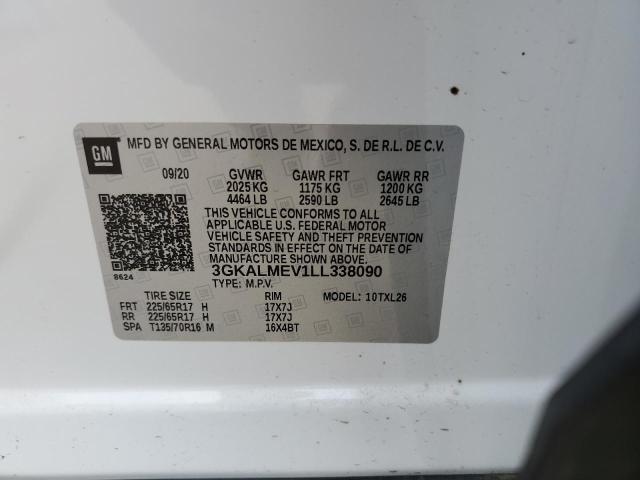 GM
MFD BY GENERAL MOTORS DE MEXICO, S. DE R.L. DE C.V.
09/20 GVWR GAWR FRT GAWR RR
2025 KG 1175 KG 1200 KG
4464 LB 2590 LB 2645 LB
THIS VEHICLE CONFORMS TO ALL
APPLICABLE U.S. FEDERAL MOTOR
VEHICLE SAFETY AND THEFT PREVENTION
STANDARDS IN EFFECT ON THE DATE OF
MANUFACTURE SHOWN ABOVE.
8624 3GKALMEV1LL338090
TYPE: M.P.V.
TIRE SIZE RIM MODEL: 10TXL26
FRT 225/65R17 H 17X7J
RR 225/65R17 H 17X7J
SPA T135/70R16 M 16X4BT